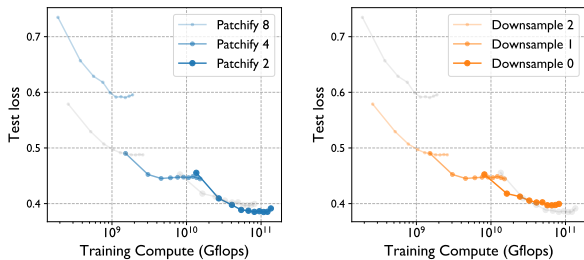 Patchify 8
Patchify 4
Patchify 2
0.7
0.6
0.5
0.4
Test loss
10^9
10^10
10^11
Training Compute (Gflops)
Downsample 2
Downsample 1
Downsample 0
0.7
0.6
0.5
0.4
Test loss
10^9
10^10
10^11
Training Compute (Gflops)